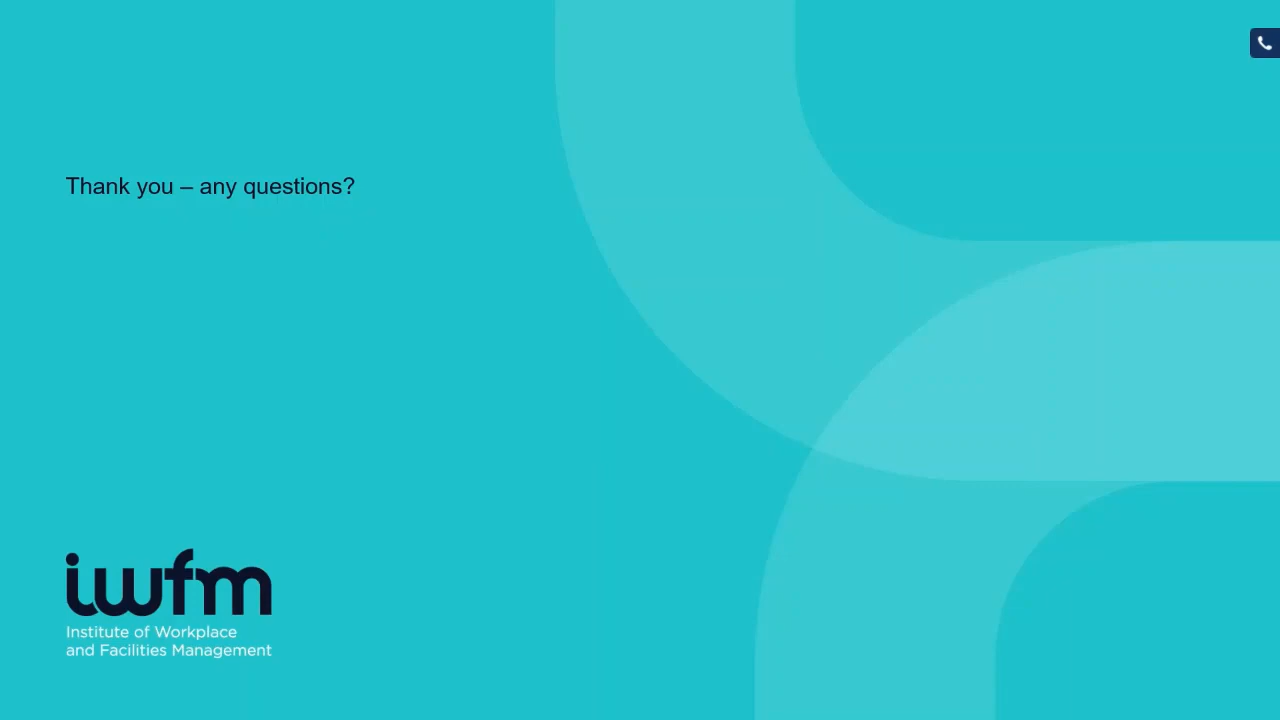 Thank you – any questions?
iwfm
Institute of Workplace
and Facilities Management